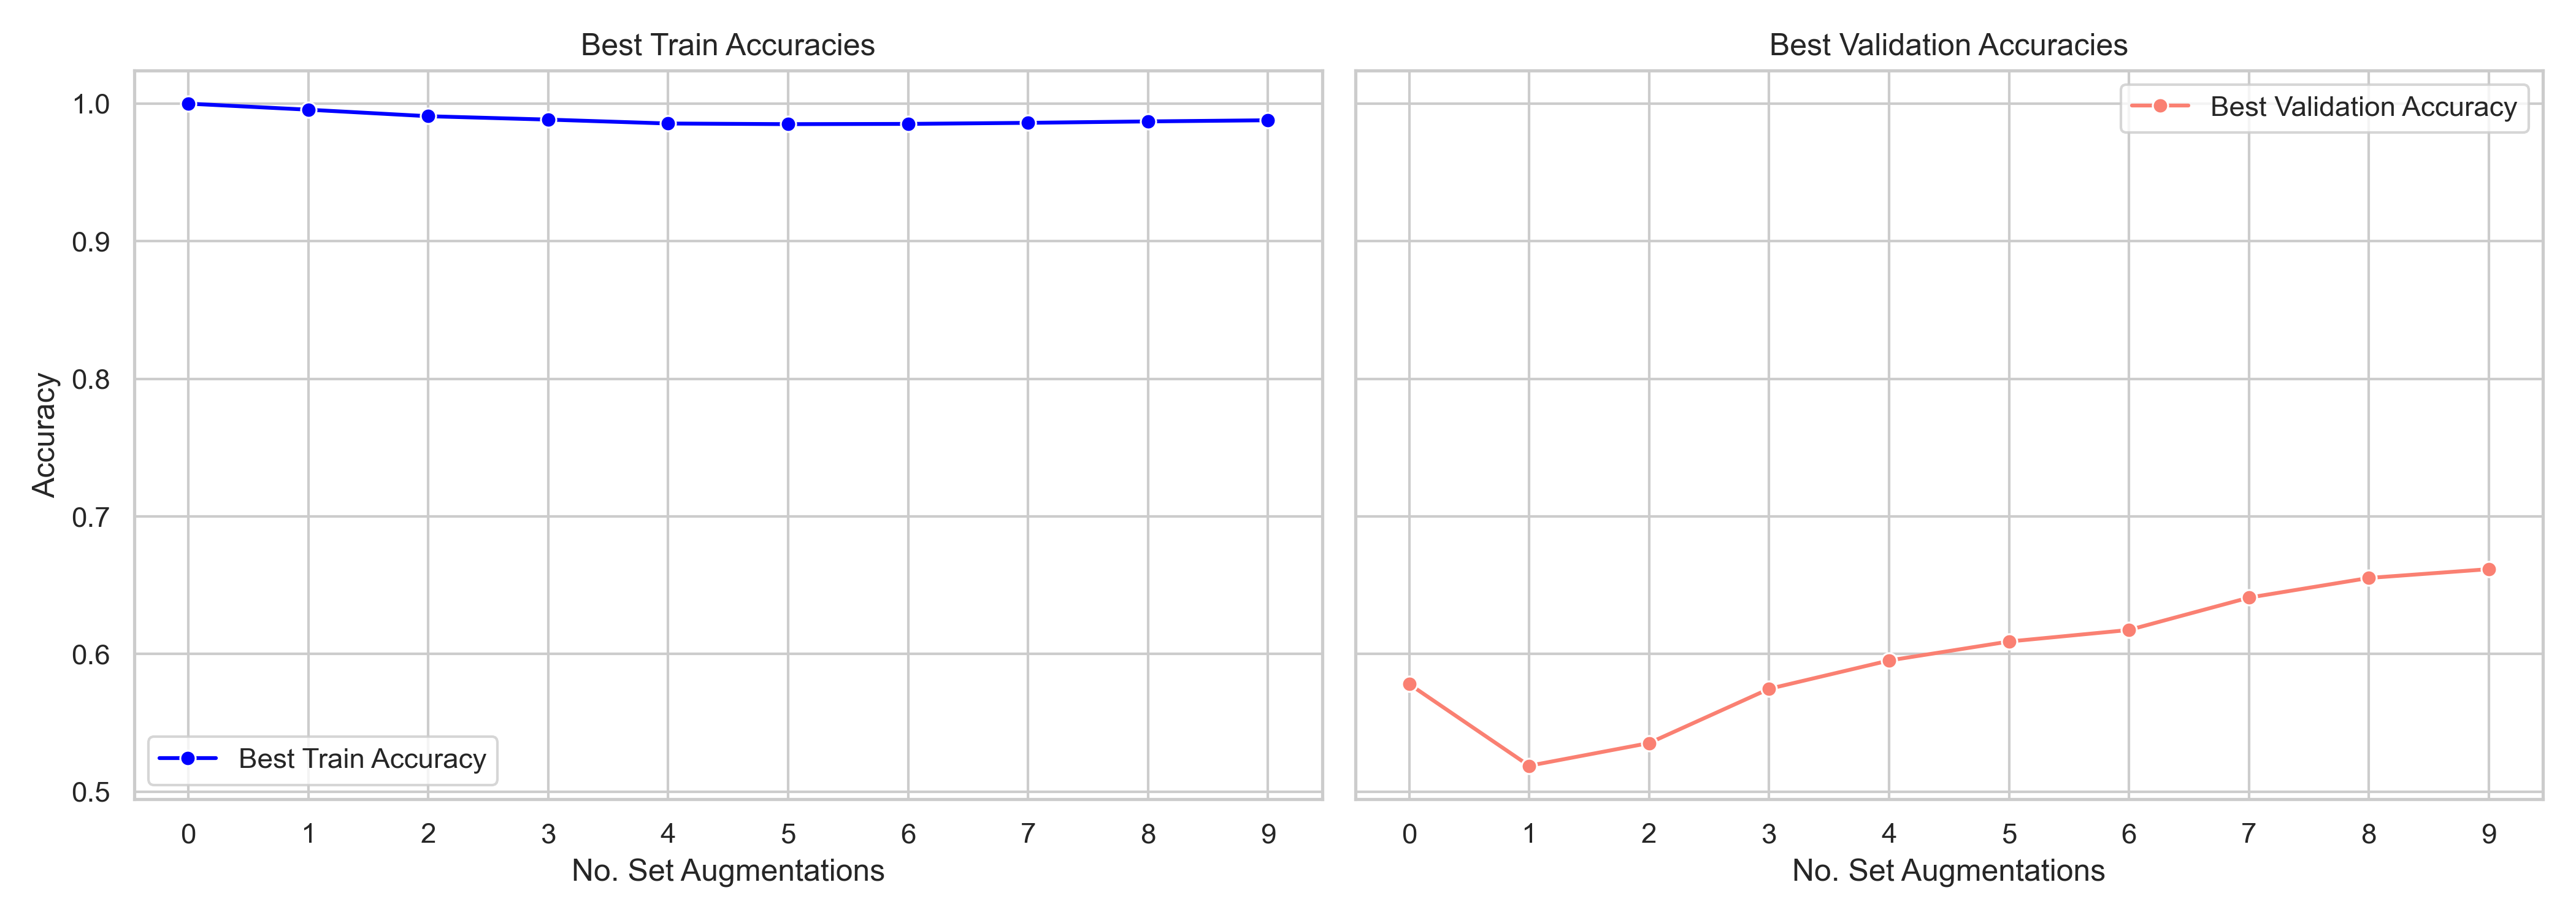 Best Train Accuracies
1.0
0.9
0.8
0.7
0.6
0.5
Accuracy
Best Train Accuracy
0 1 2 3 4 5 6 7 8 9
No. Set Augmentations
Best Validation Accuracies
Best Validation Accuracy
0 1 2 3 4 5 6 7 8 9
No. Set Augmentations